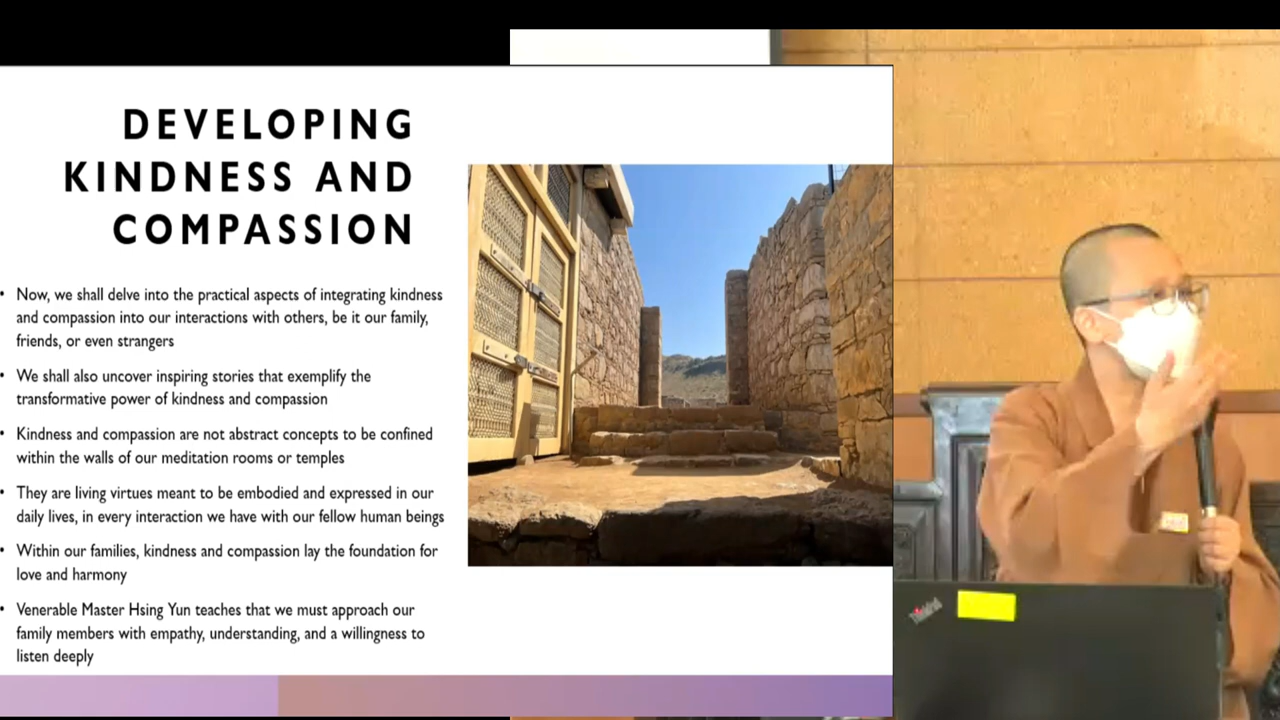 DEVELOPING
KINDNESS AND
COMPASSION
• Now, we shall delve into the practical aspects of integrating kindness
and compassion into our interactions with others, be it our family,
friends, or even strangers
• We shall also uncover inspiring stories that exemplify the
transformative power of kindness and compassion
• Kindness and compassion are not abstract concepts to be confined
within the walls of our meditation rooms or temples
• They are living virtues meant to be embodied and expressed in our
daily lives, in every interaction we have with our fellow human beings
• Within our families, kindness and compassion lay the foundation for
love and harmony
• Venerable Master Hsing Yun teaches that we must approach our
family members with empathy, understanding, and a willingness to
listen deeply
ThinkPad